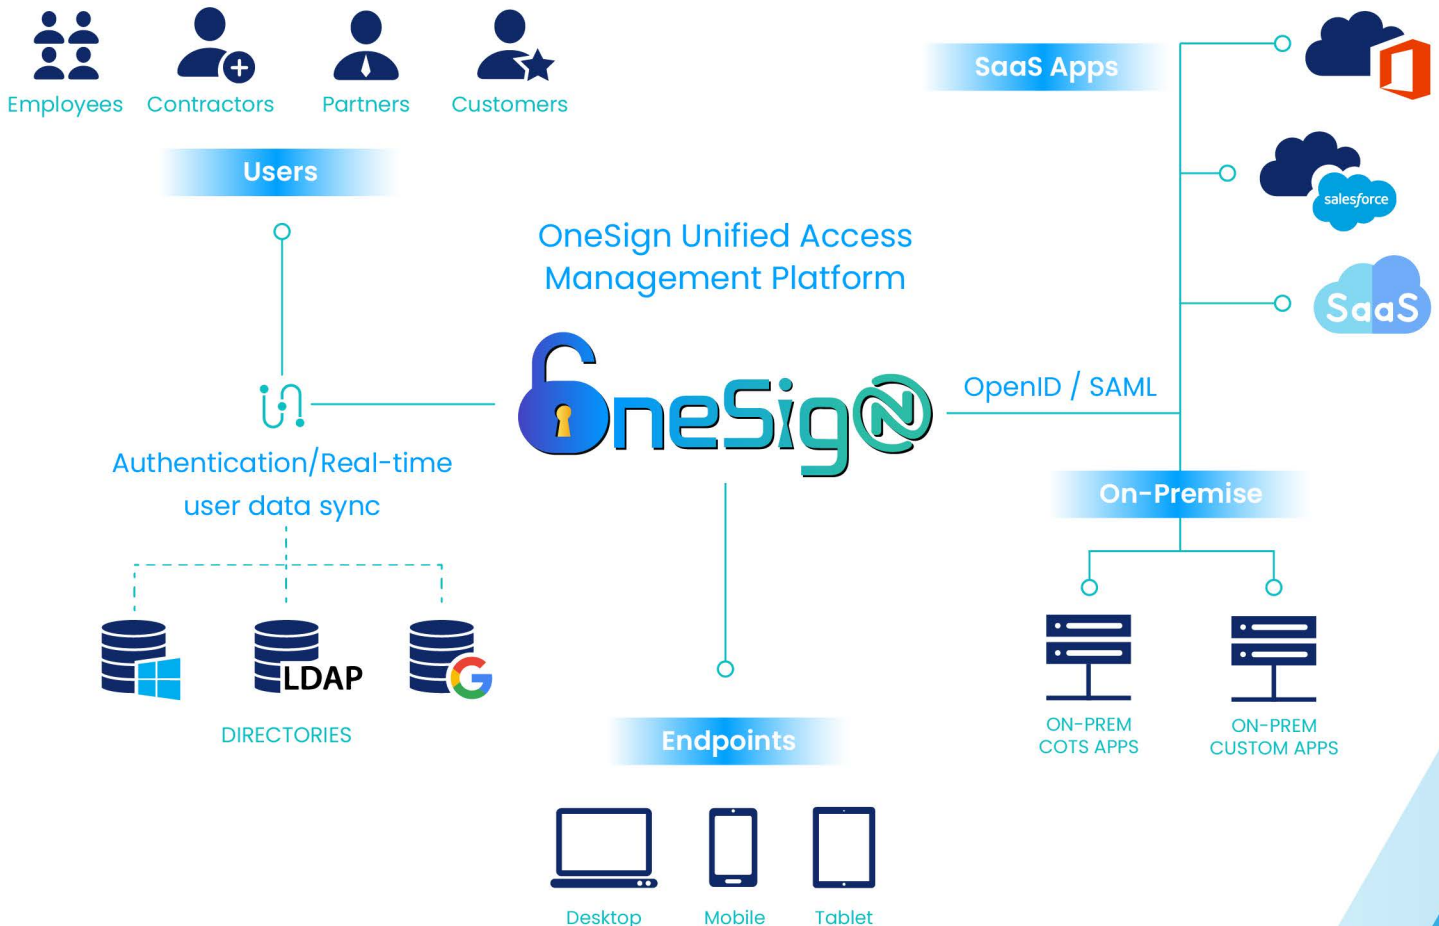 Employees
Contractors
Partners
Customers
Users
SaaS Apps
salesforce
SaaS
OneSign Unified Access
Management Platform
OneSign
OpenID / SAML
Authentication/Real-time
user data sync
LDAP
DIRECTORIES
On-Premise
ON-PREM
COTS APPS
ON-PREM
CUSTOM APPS
Endpoints
Desktop
Mobile
Tablet